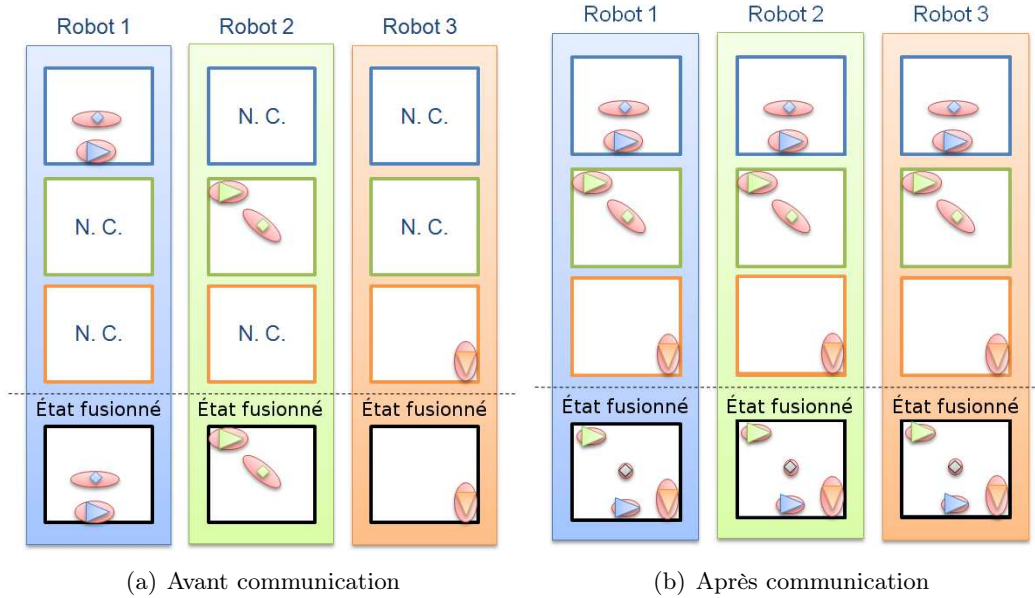 Robot 1 Robot 2 Robot 3
N. C. N. C.
N. C. N. C.
N. C. N. C.
État fusionné État fusionné État fusionné
(a) Avant communication
Robot 1 Robot 2 Robot 3
État fusionné État fusionné État fusionné
(b) Après communication